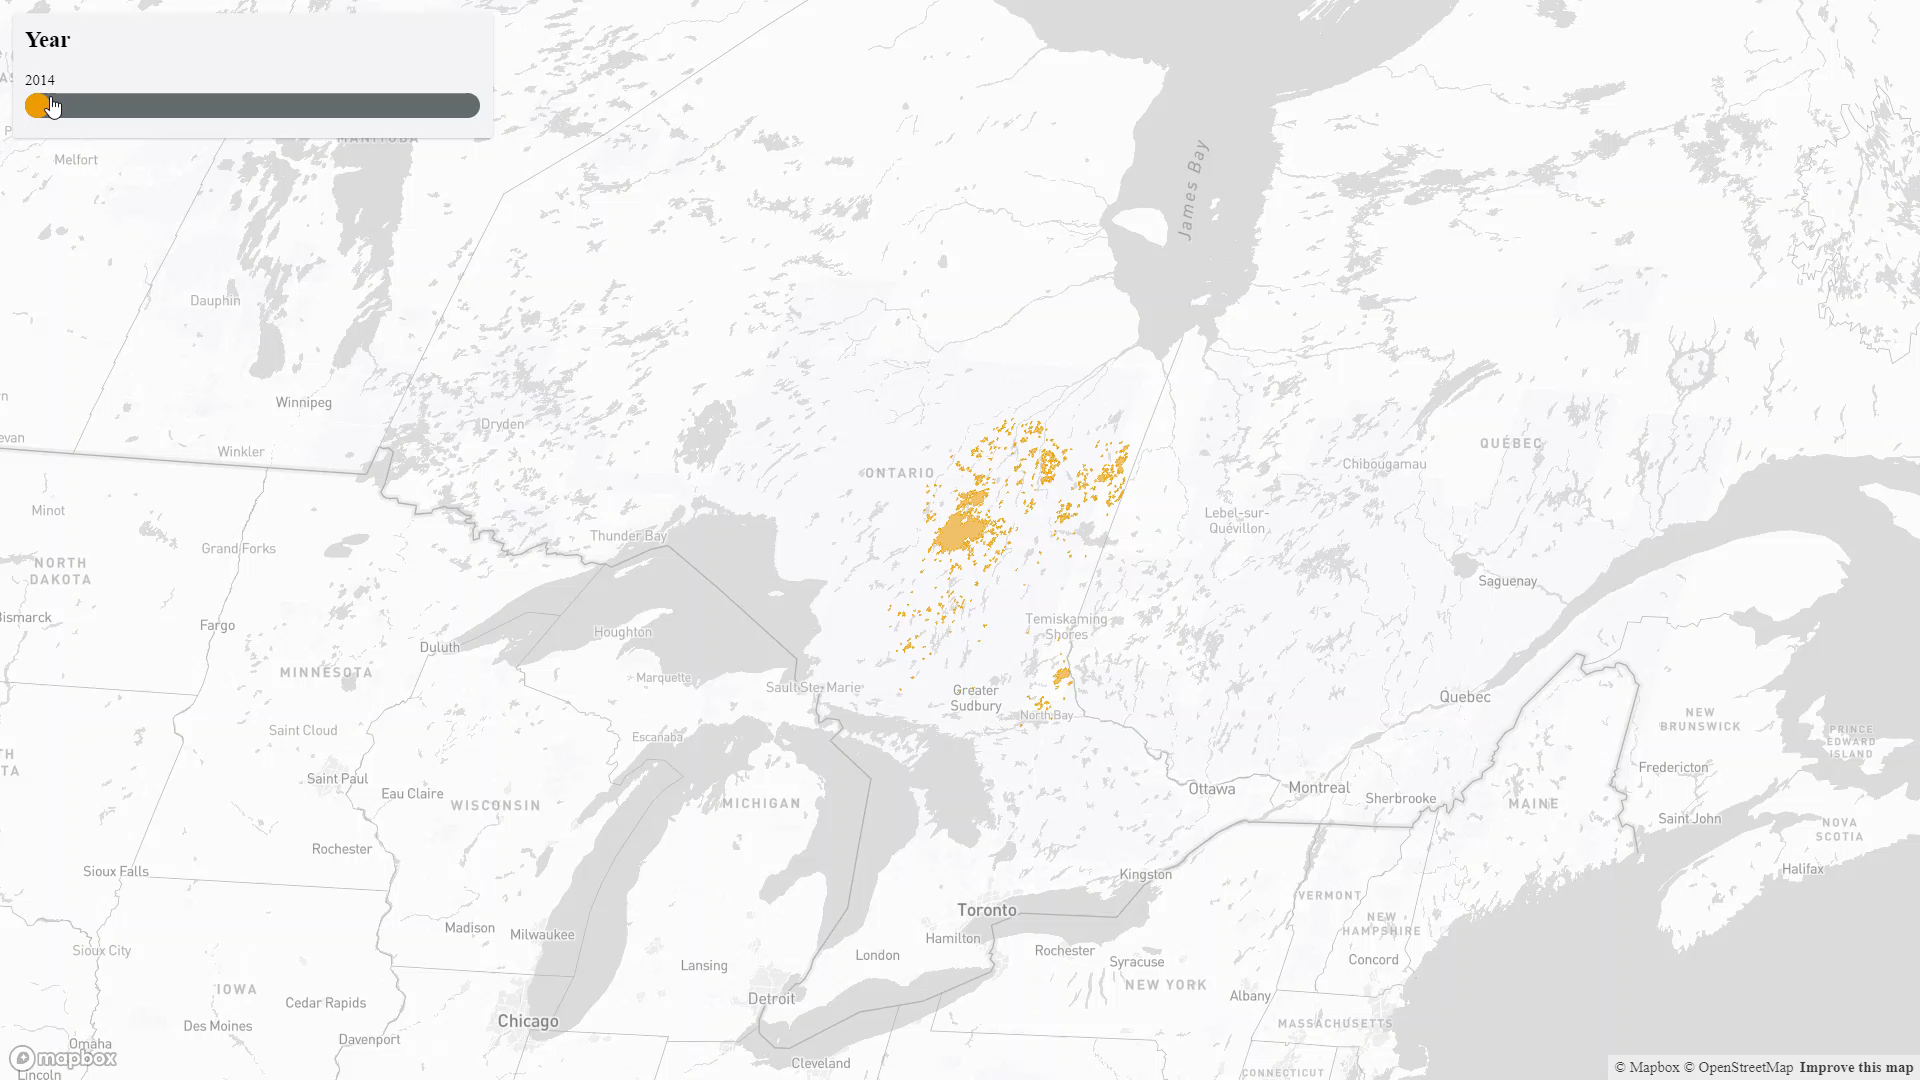 Year
2014
MANITOBA
Melfort
James Bay
Dauphin
Winnipeg
Dryden
evan
Winkler
ONTARIO
QUÉBEC
Chibougamau
Minot
Lebel-sur-
Quévillon
Thunder Bay
Grand Forks
NORTH
DAKOTA
Saguenay
Bismarck
Fargo
Temiskaming
Shores
Houghton
Duluth
MINNESOTA
Marquette
Sault Ste. Marie
Greater
Sudbury
North Bay
Quebec
NEW
BRUNSWICK
Saint Cloud
Escanaba
PRINCE
EDWARD
ISLAND
TH
TA
Fredericton
Saint Paul
Eau Claire
WISCONSIN
MICHIGAN
Ottawa
Montreal
Sherbrooke
MAINE
Saint John
NOVA
SCOTIA
Rochester
Sioux Falls
Kingston
Halifax
VERMONT
Toronto
NEW
HAMPSHIRE
Madison
Milwaukee
Hamilton
Sioux City
London
Rochester
Syracuse
Concord
Lansing
NEW YORK
IOWA
Cedar Rapids
Detroit
Albany
Des Moines
Chicago
MASSACHUSETTS
Davenport
Omaha
mapbox
Lincoln
Cleveland
CONNECTICUT
© Mapbox © OpenStreetMap Improve this map